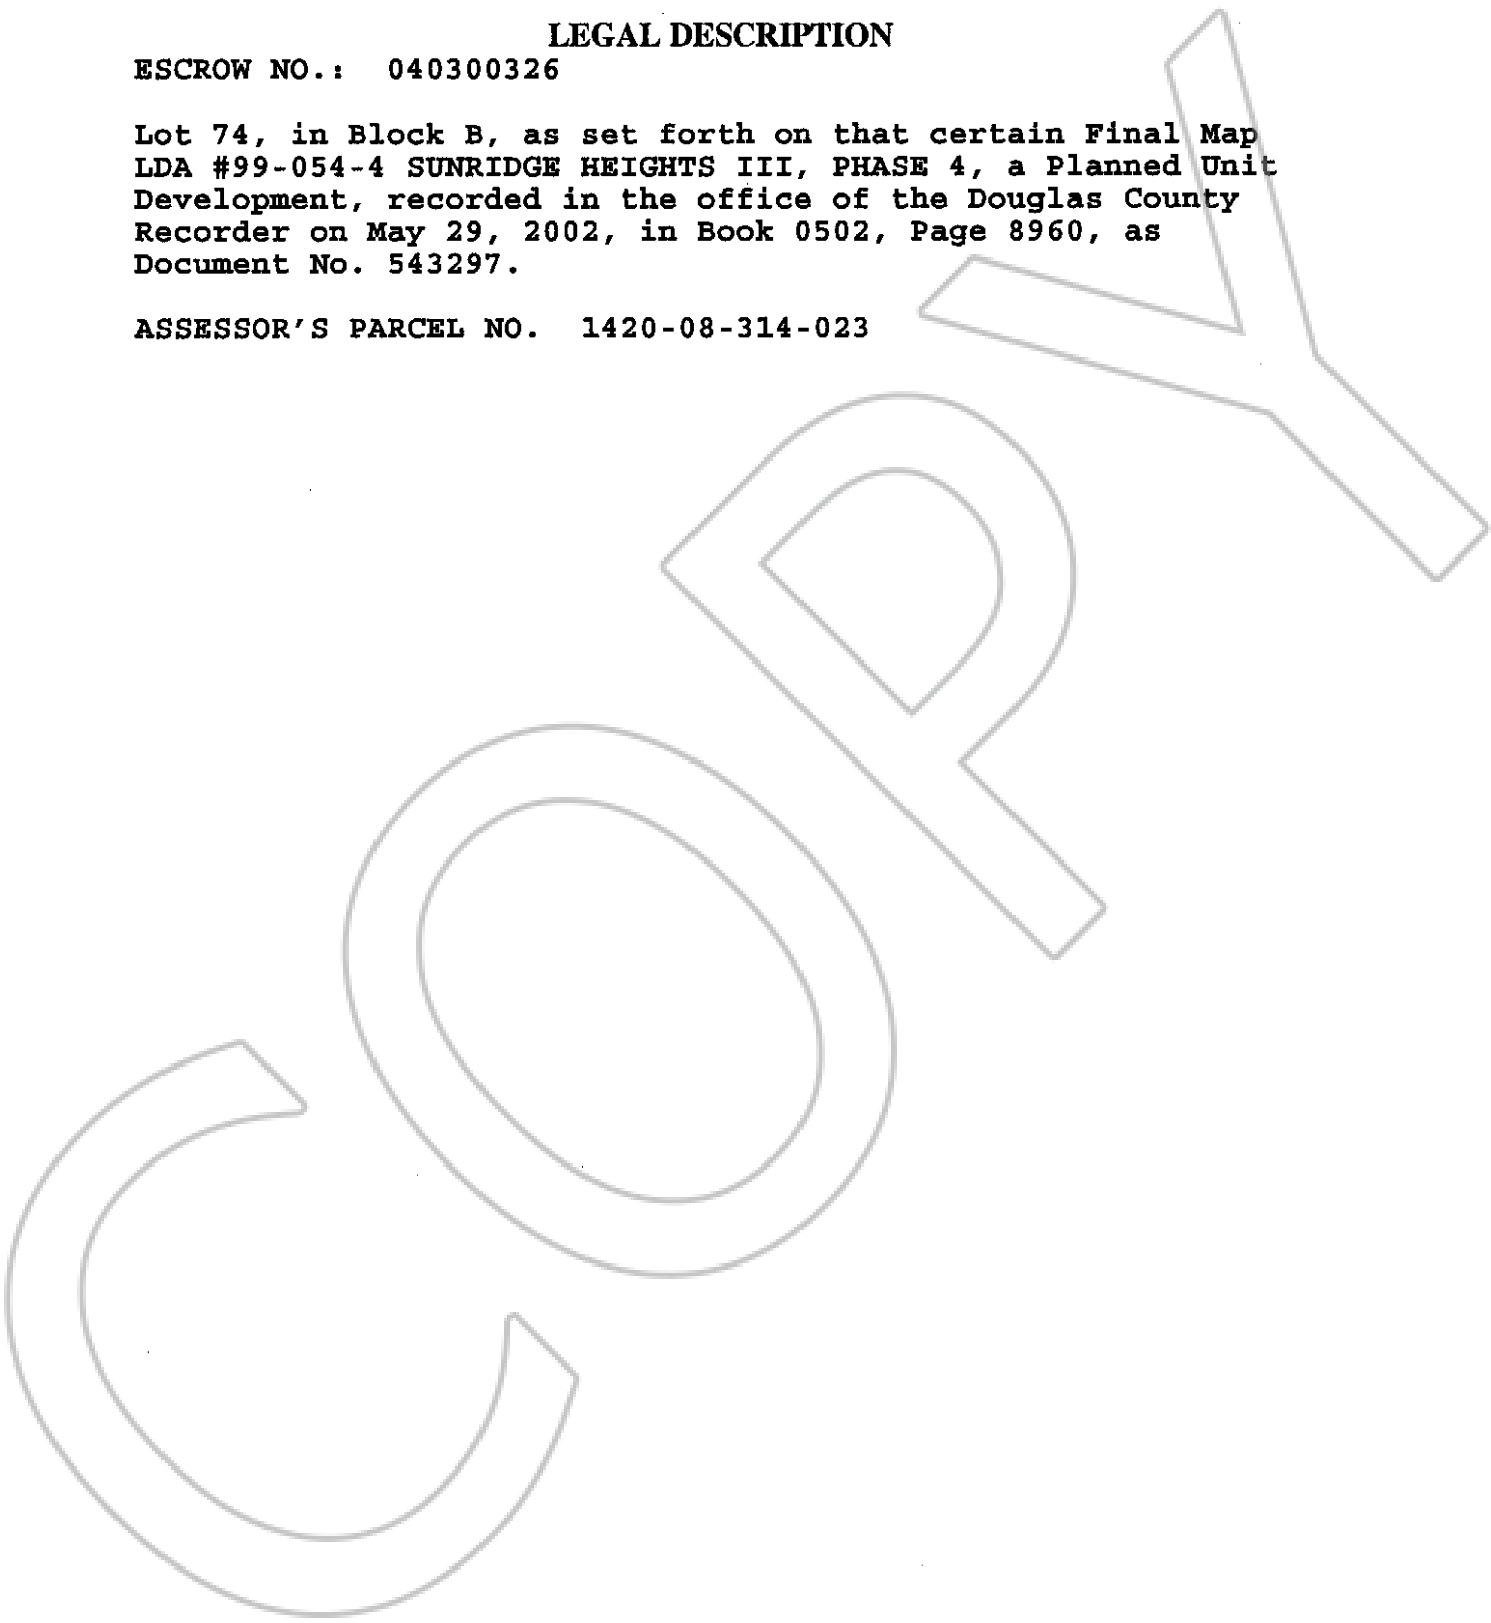 LEGAL DESCRIPTION
ESCROW NO.: 040300326
Lot 74, in Block B, as set forth on that certain Final Map
LDA #99-054-4 SUNRIDGE HEIGHTS III, PHASE 4, a Planned Unit
Development, recorded in the office of the Douglas County
Recorder on May 29, 2002, in Book 0502, Page 8960, as
Document No. 543297.
ASSESSOR'S PARCEL NO. 1420-08-314-023
COPY